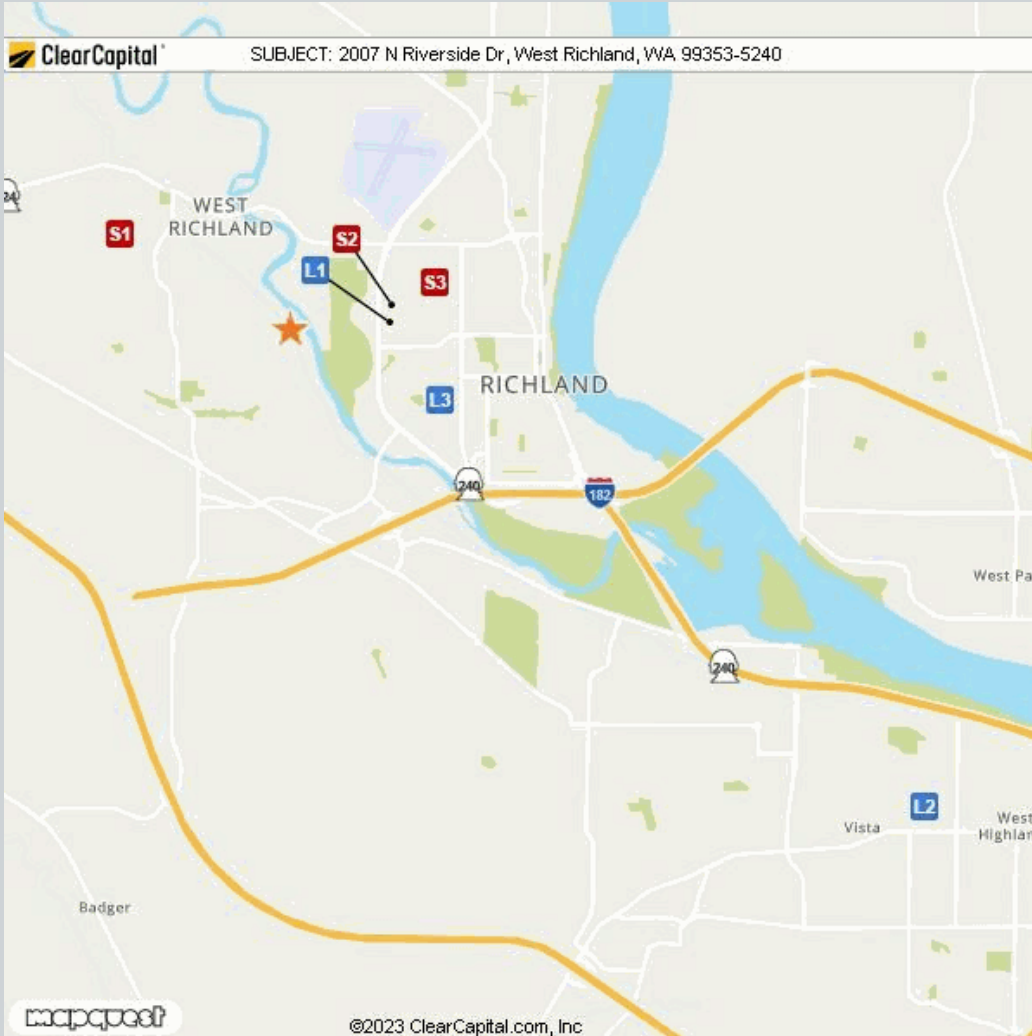 ClearCapital
SUBJECT: 2007 N Riverside Dr, West Richland, WA 99353-5240
24
WEST
RICHLAND
S1
S2
L1
S3
L3
RICHLAND
240
182
West Pa
240
L2
Vista
West
Highlan
Badger
mapquest
©2023 ClearCapital.com, Inc